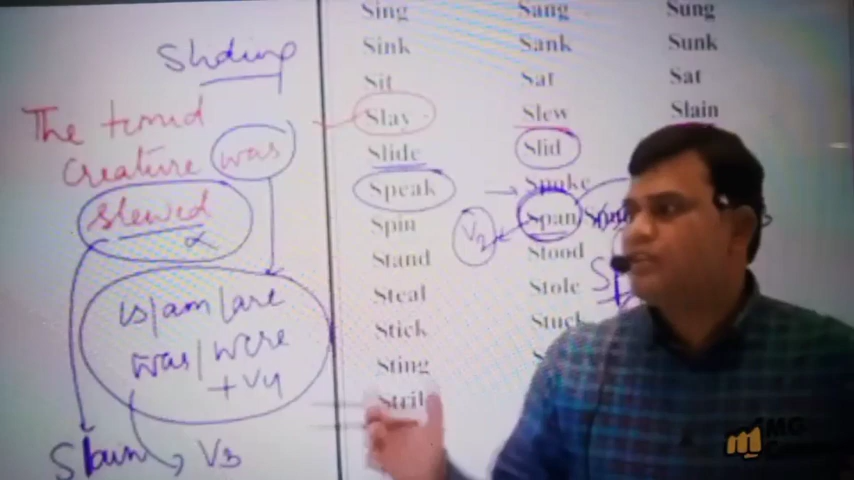 Sliding
The timid
creature was
slewed x
is/am/are
was/were
+V4
Slain V3
Sing Sang Sung
Sink Sank Sunk
Sit Sat Sat
Slay Slew Slain
Slide Slid
Speak Spoke
Spin Span
V2
Stand Stood
Steal Stole
Stick Stuck
Sting
MG